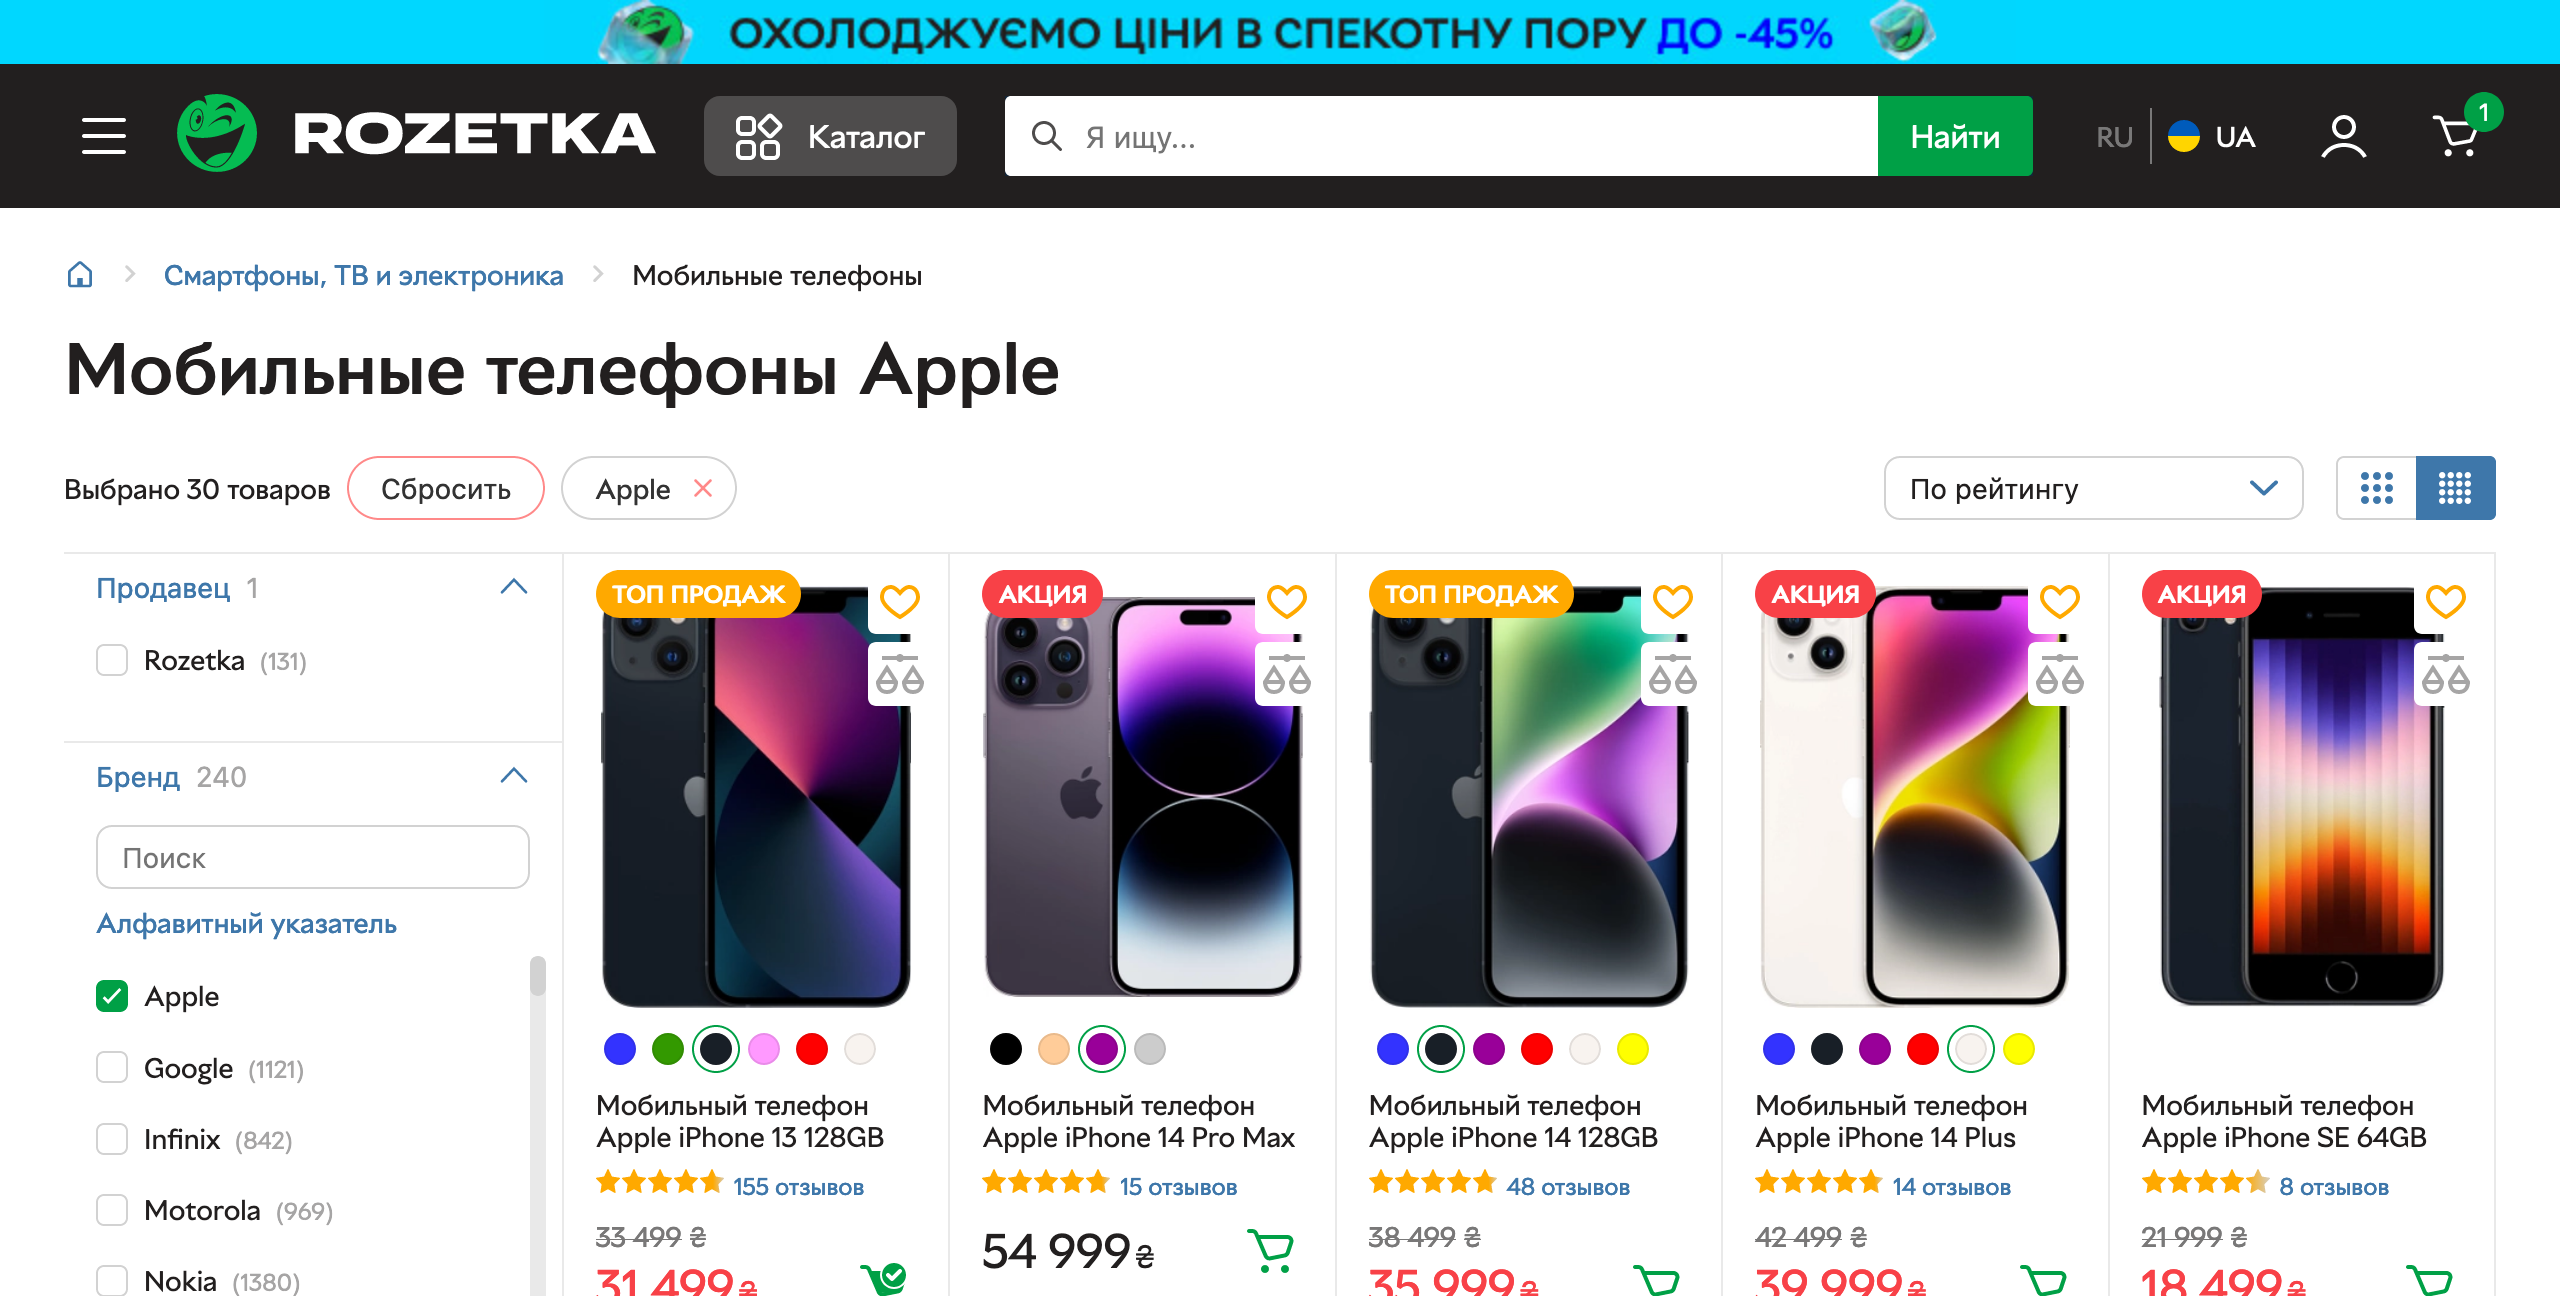 ОХОЛОДЖУЄМО ЦІНИ В СПЕКОТНУ ПОРУ ДО -45%
ROZETKA
Каталог
Я ищу...
Найти
RU
UA
1
Смартфоны, ТВ и электроника
Мобильные телефоны
Мобильные телефоны Apple
Выбрано 30 товаров
Сбросить
Apple
По рейтингу
Продавец 1
Rozetka (131)
Бренд 240
Поиск
Алфавитный указатель
Apple
Google (1121)
Infinix (842)
Motorola (969)
Nokia (1380)
ТОП ПРОДАЖ
Мобильный телефон
Apple iPhone 13 128GB
155 отзывов
33 499 ₴
31 499 ₴
АКЦИЯ
Мобильный телефон
Apple iPhone 14 Pro Max
15 отзывов
54 999 ₴
ТОП ПРОДАЖ
Мобильный телефон
Apple iPhone 14 128GB
48 отзывов
38 499 ₴
35 999 ₴
АКЦИЯ
Мобильный телефон
Apple iPhone 14 Plus
14 отзывов
42 499 ₴
39 999 ₴
АКЦИЯ
Мобильный телефон
Apple iPhone SE 64GB
8 отзывов
21 999 ₴
18 499 ₴